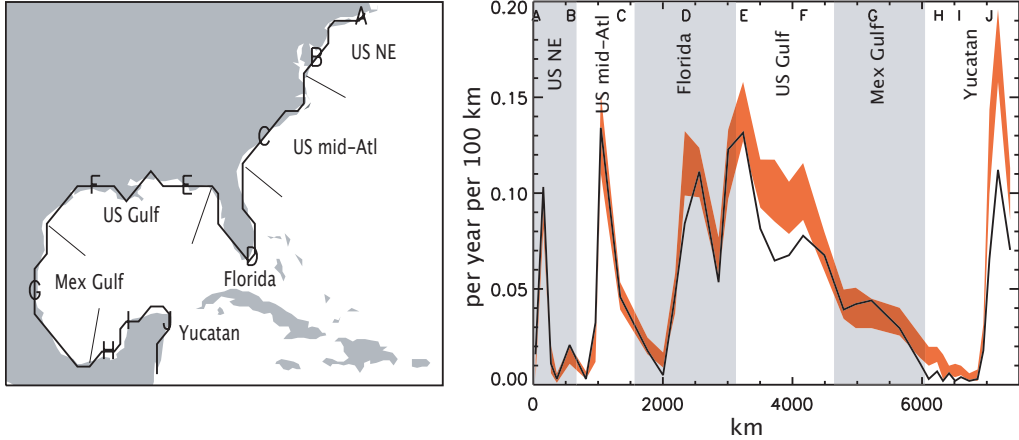 A
US NE
B
C
US mid-Atl
F
E
US Gulf
D
Florida
G
Mex Gulf
I
J
Yucatan
H
0.20
0.15
0.10
0.05
0.00
per year per 100 km
A B C D E F G H I J
US NE
US mid-Atl
Florida
US Gulf
Mex Gulf
Yucatan
0 2000 4000 6000
km